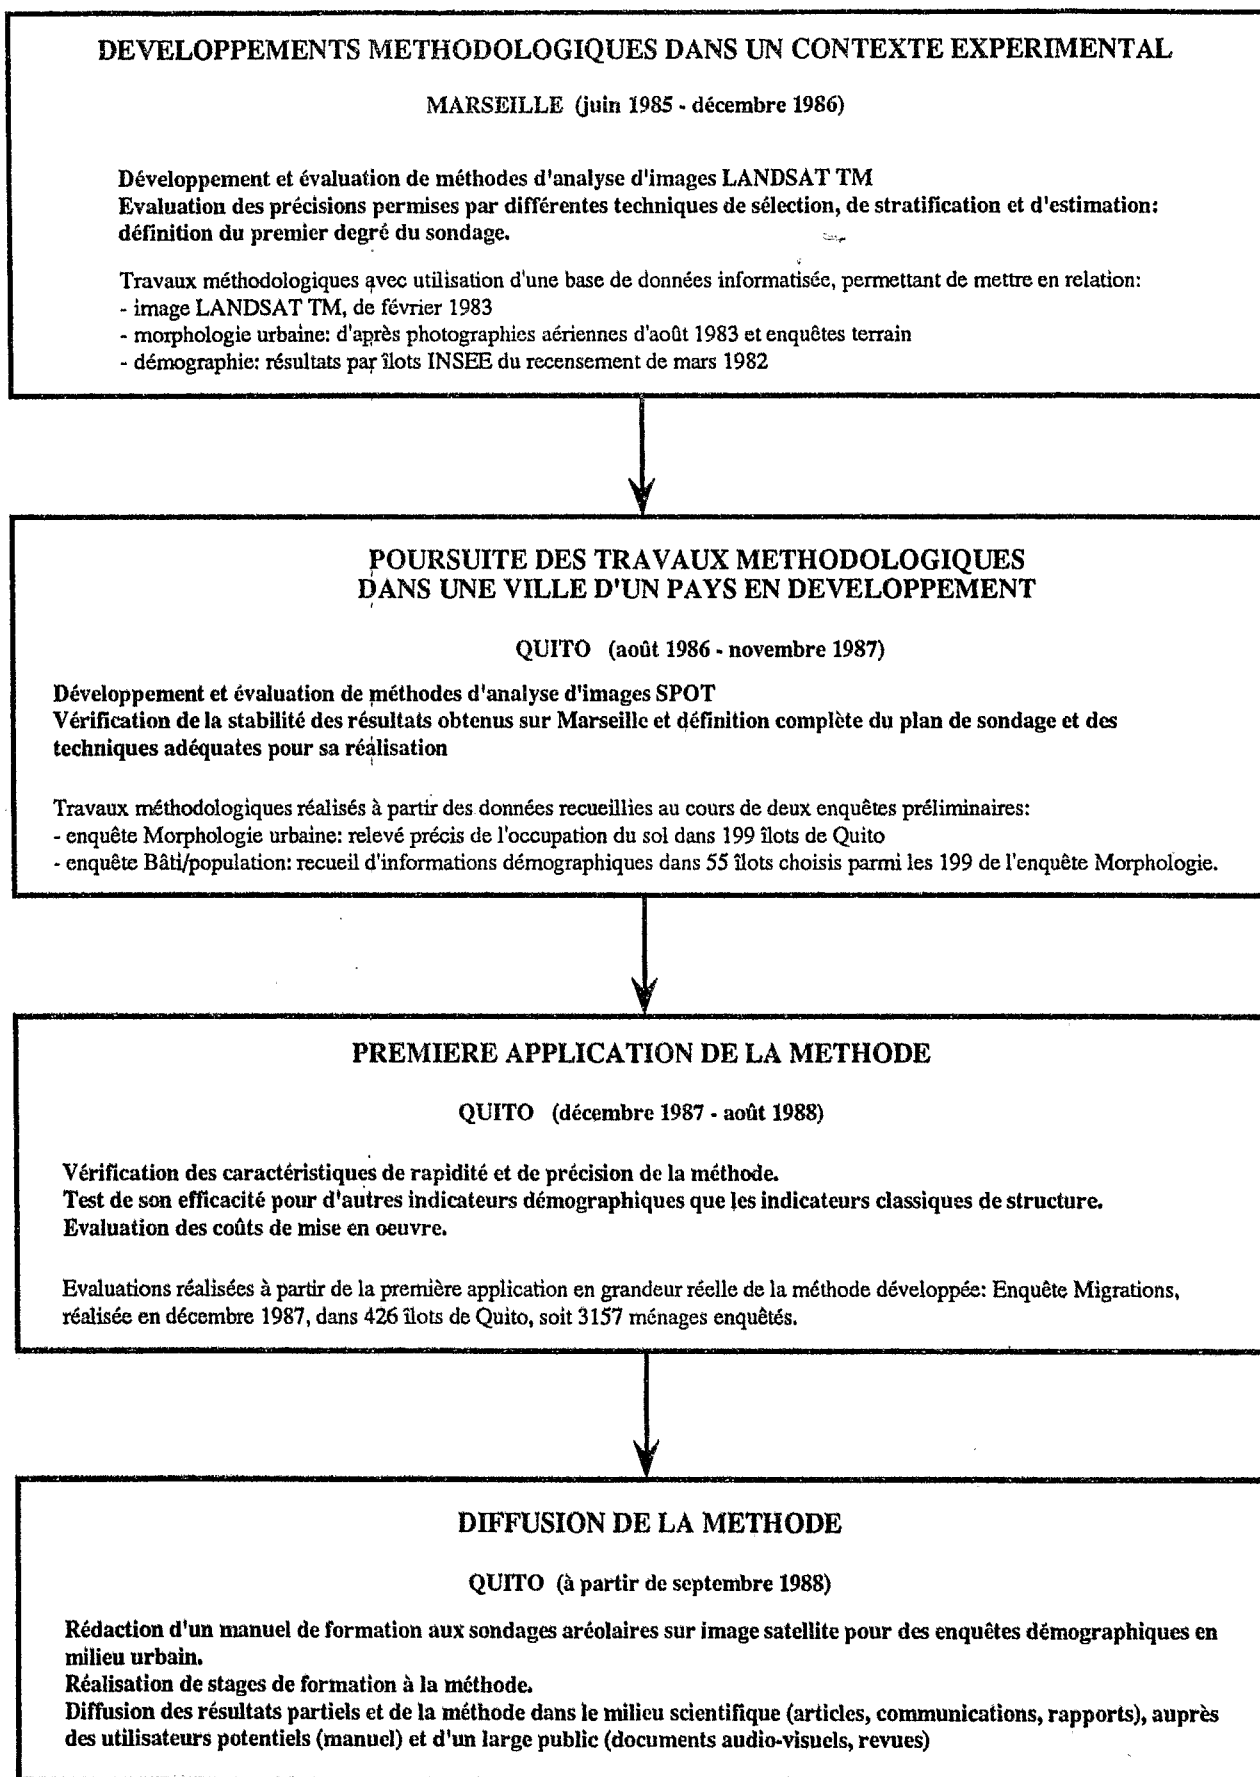 DEVELOPPEMENTS METHODOLOGIQUES DANS UN CONTEXTE EXPERIMENTAL
MARSEILLE (juin 1985 - décembre 1986)
Développement et évaluation de méthodes d'analyse d'images LANDSAT TM
Evaluation des précisions permises par différentes techniques de sélection, de stratification et d'estimation:
définition du premier degré du sondage.
Travaux méthodologiques avec utilisation d'une base de données informatisée, permettant de mettre en relation:
- image LANDSAT TM, de février 1983
- morphologie urbaine: d'après photographies aériennes d'août 1983 et enquêtes terrain
- démographie: résultats par îlots INSEE du recensement de mars 1982
POURSUITE DES TRAVAUX METHODOLOGIQUES
DANS UNE VILLE D'UN PAYS EN DEVELOPPEMENT
QUITO (août 1986 - novembre 1987)
Développement et évaluation de méthodes d'analyse d'images SPOT
Vérification de la stabilité des résultats obtenus sur Marseille et définition complète du plan de sondage et des
techniques adéquates pour sa réalisation
Travaux méthodologiques réalisés à partir des données recueillies au cours de deux enquêtes préliminaires:
- enquête Morphologie urbaine: relevé précis de l'occupation du sol dans 199 îlots de Quito
- enquête Bâti/population: recueil d'informations démographiques dans 55 îlots choisis parmi les 199 de l'enquête Morphologie.
PREMIERE APPLICATION DE LA METHODE
QUITO (décembre 1987 - août 1988)
Vérification des caractéristiques de rapidité et de précision de la méthode.
Test de son efficacité pour d'autres indicateurs démographiques que les indicateurs classiques de structure.
Evaluation des coûts de mise en oeuvre.
Evaluations réalisées à partir de la première application en grandeur réelle de la méthode développée: Enquête Migrations,
réalisée en décembre 1987, dans 426 îlots de Quito, soit 3157 ménages enquêtés.
DIFFUSION DE LA METHODE
QUITO (à partir de septembre 1988)
Rédaction d'un manuel de formation aux sondages aréolaires sur image satellite pour des enquêtes démographiques en
milieu urbain.
Réalisation de stages de formation à la méthode.
Diffusion des résultats partiels et de la méthode dans le milieu scientifique (articles, communications, rapports), auprès
des utilisateurs potentiels (manuel) et d'un large public (documents audio-visuels, revues)